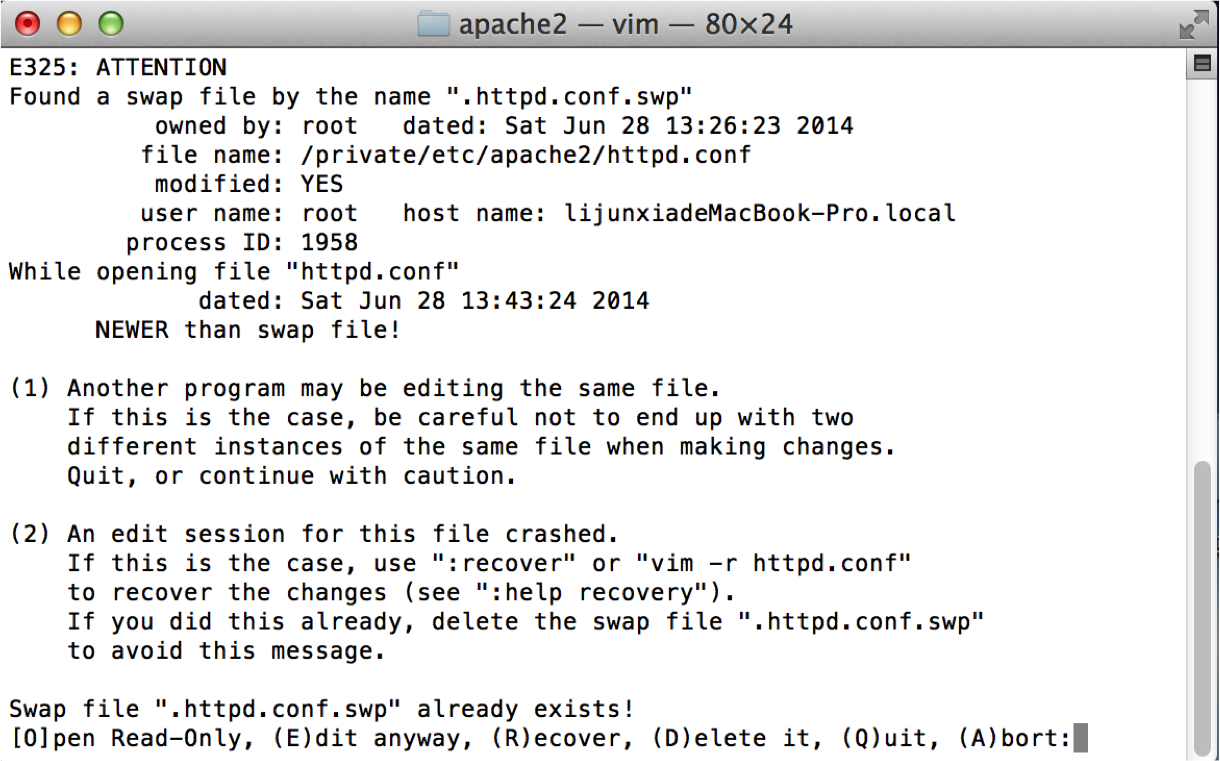 apache2 — vim — 80×24
E325: ATTENTION
Found a swap file by the name ".httpd.conf.swp"
          owned by: root   dated: Sat Jun 28 13:26:23 2014
         file name: /private/etc/apache2/httpd.conf
          modified: YES
         user name: root   host name: lijunxiadeMacBook-Pro.local
        process ID: 1958
While opening file "httpd.conf"
             dated: Sat Jun 28 13:43:24 2014
      NEWER than swap file!

(1) Another program may be editing the same file.
    If this is the case, be careful not to end up with two
    different instances of the same file when making changes.
    Quit, or continue with caution.

(2) An edit session for this file crashed.
    If this is the case, use ":recover" or "vim -r httpd.conf"
    to recover the changes (see ":help recovery").
    If you did this already, delete the swap file ".httpd.conf.swp"
    to avoid this message.

Swap file ".httpd.conf.swp" already exists!
[O]pen Read-Only, (E)dit anyway, (R)ecover, (D)elete it, (Q)uit, (A)bort: